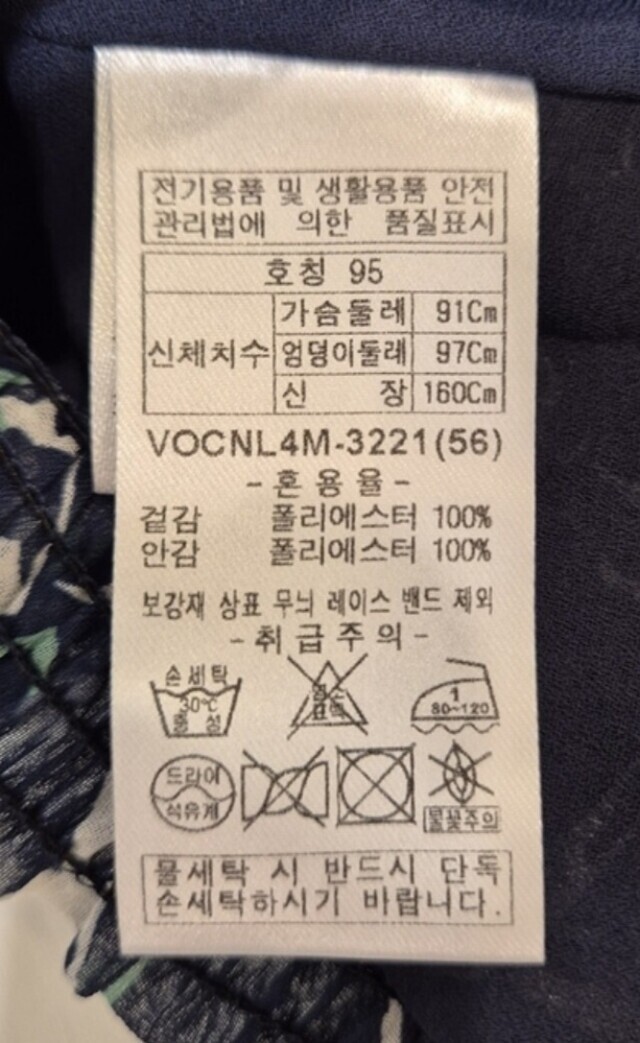 전기용품 및 생활용품 안전
관리법에 의한 품질표시
호칭 95
신체치수
가슴둘레 91Cm
엉덩이둘레 97Cm
신 장 160Cm
VOCNL4M-3221(56)
-혼용율-
겉감 폴리에스터 100%
안감 폴리에스터 100%
보강재 상표 무늬 레이스 밴드 제외
-취급주의-
손세탁
30℃
중성
염소
표백
1
80~120
드라이
석유계
불꽃주의
물세탁 시 반드시 단독
손세탁하시기 바랍니다.